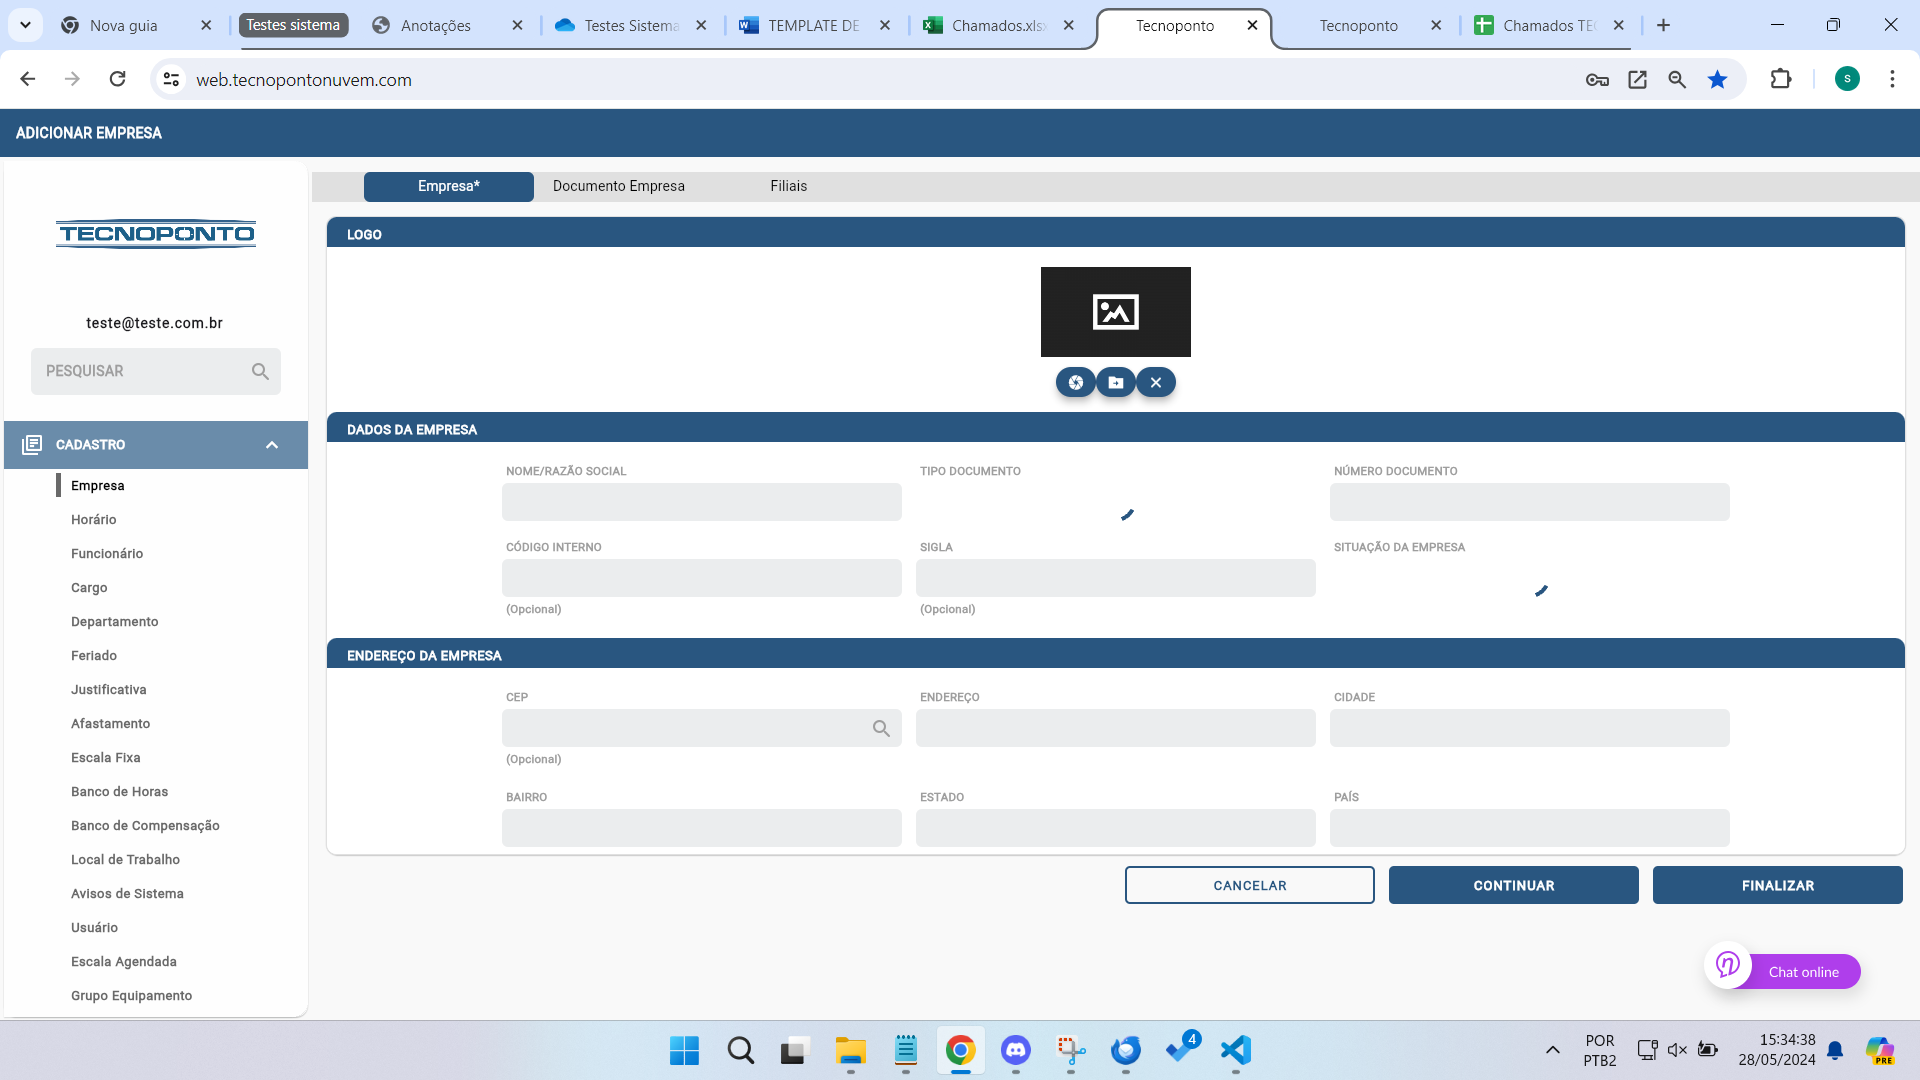 Nova guia
Testes sistema
Anotações
Testes Sistema
TEMPLATE DE
Chamados.xlsx
Tecnoponto
Tecnoponto
Chamados TEC
web.tecnopontonuvem.com
S
ADICIONAR EMPRESA
Empresa*
Documento Empresa
Filiais
TECNOPONTO
teste@teste.com.br
PESQUISAR
CADASTRO
Empresa
Horário
Funcionário
Cargo
Departamento
Feriado
Justificativa
Afastamento
Escala Fixa
Banco de Horas
Banco de Compensação
Local de Trabalho
Avisos de Sistema
Usuário
Escala Agendada
Grupo Equipamento
LOGO
DADOS DA EMPRESA
NOME/RAZÃO SOCIAL
TIPO DOCUMENTO
NÚMERO DOCUMENTO
CÓDIGO INTERNO
SIGLA
SITUAÇÃO DA EMPRESA
(Opcional)
(Opcional)
ENDEREÇO DA EMPRESA
CEP
ENDEREÇO
CIDADE
(Opcional)
BAIRRO
ESTADO
PAÍS
CANCELAR
CONTINUAR
FINALIZAR
Chat online
4
POR
PTB2
15:34:38
28/05/2024
PRE